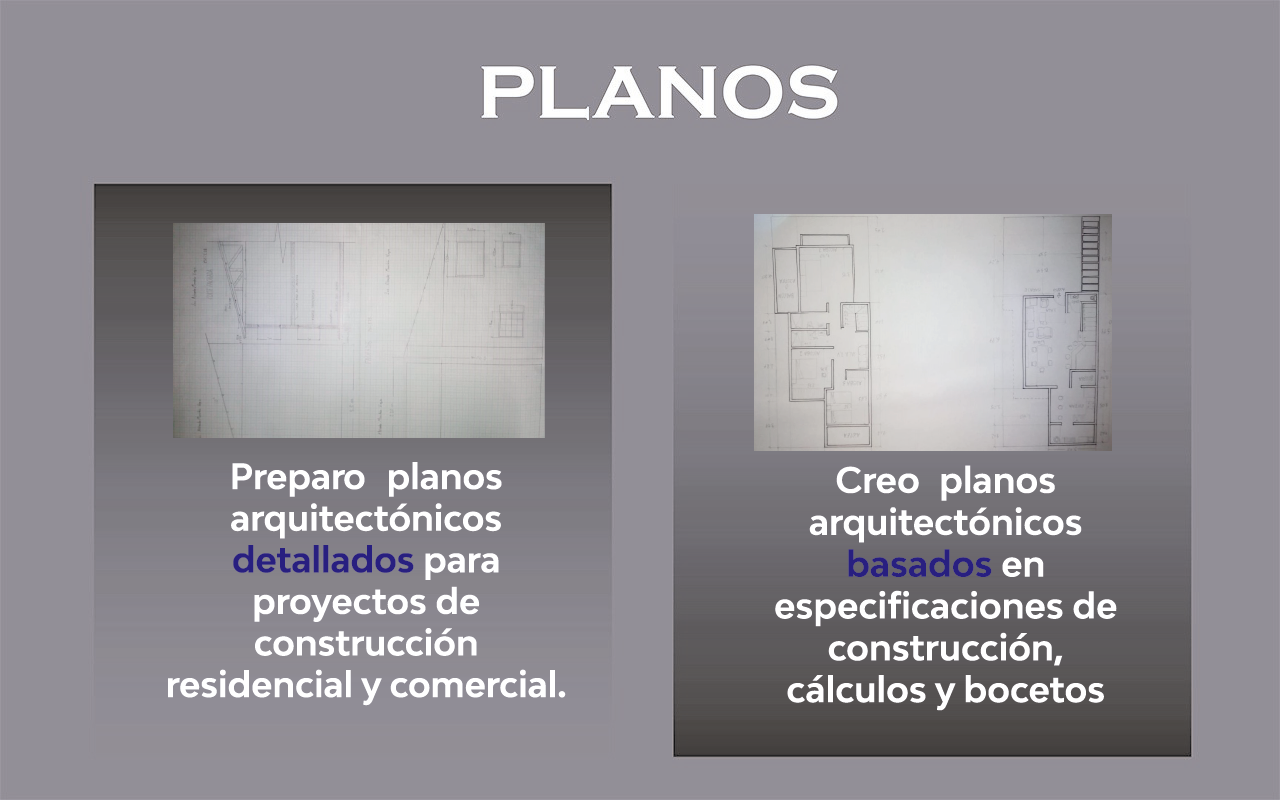 PLANOS
Preparo planos
arquitectónicos
detallados para
proyectos de
construcción
residencial y comercial.
Creo planos
arquitectónicos
basados en
especificaciones de
construcción,
cálculos y bocetos